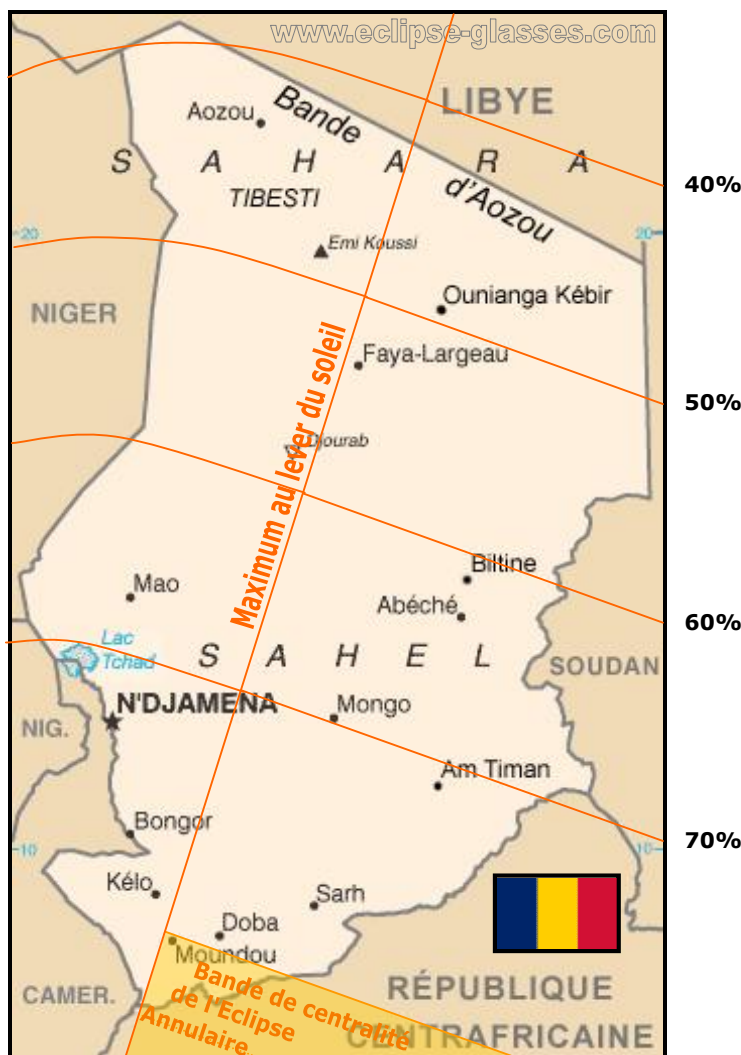 www.eclipse-glasses.com
LIBYE
Aozou
Bande
d'Aozou
S A H A R A
40%
TIBESTI
20
20
Emi Koussi
Ounianga Kébir
NIGER
Faya-Largeau
50%
Maximum au lever du soleil
Djourab
Biltine
Mao
Abéché
60%
Lac
Tchad
S A H E L
SOUDAN
N'DJAMENA
Mongo
NIG.
Am Timan
Bongor
70%
10
10
Kélo
Sarh
Doba
Moundou
Bande de centralité
de l'Eclipse
Annulaire
CAMER.
RÉPUBLIQUE
CENTRAFRICAINE